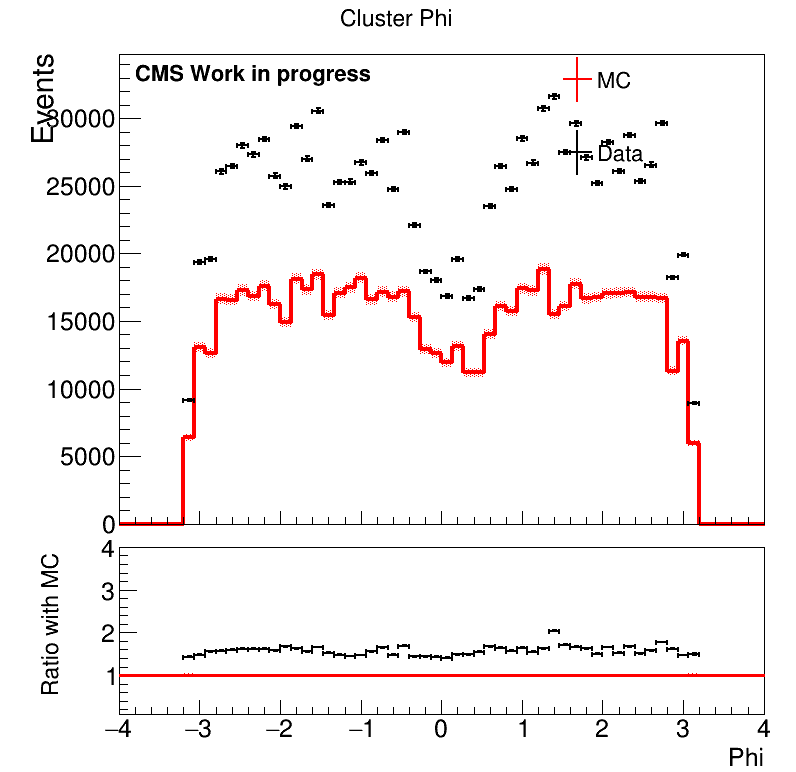 Cluster Phi
Events
CMS Work in progress
MC
Data
30000
25000
20000
15000
10000
5000
0
Ratio with MC
4
3
2
1
−4 −3 −2 −1 0 1 2 3 4
Phi